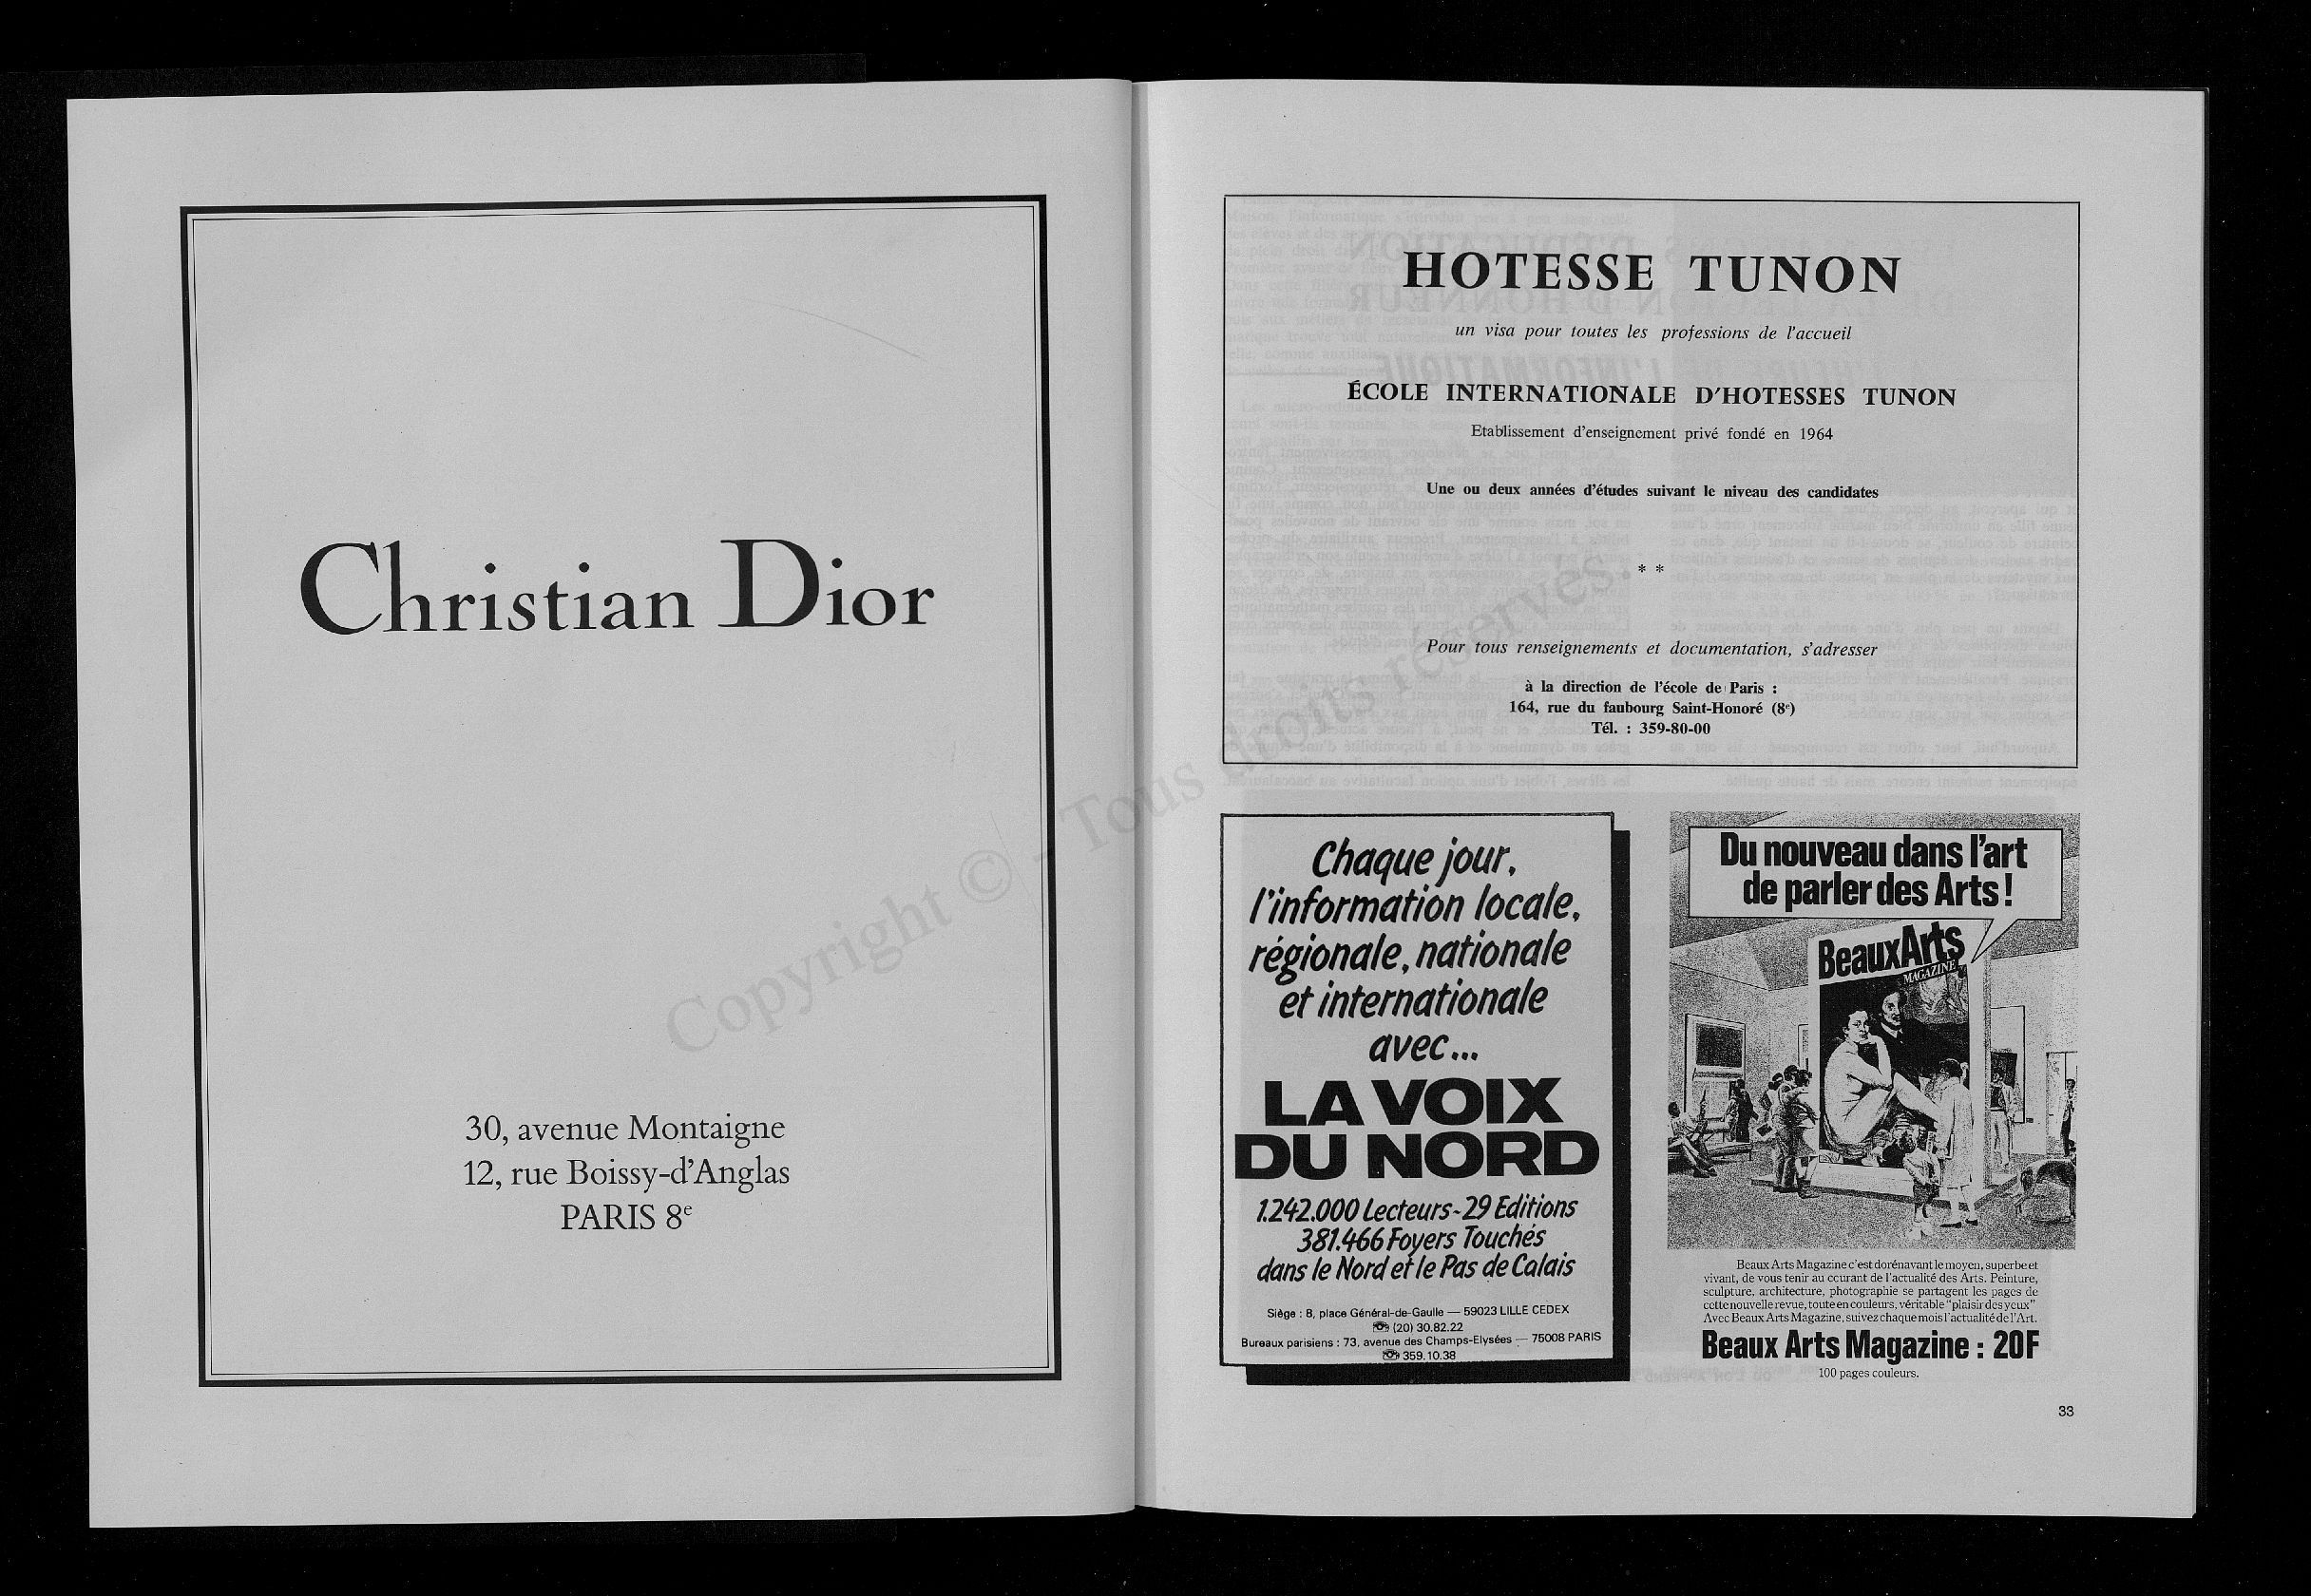 Christian Dior
30, avenue Montaigne
12, rue Boissy-d'Anglas
PARIS 8e
HOTESSE TUNON
un visa pour toutes les professions de l'accueil
ÉCOLE INTERNATIONALE D'HOTESSES TUNON
Etablissement d'enseignement privé fondé en 1964
Une ou deux années d'études suivant le niveau des candidates
* *
Pour tous renseignements et documentation, s'adresser
à la direction de l'école de Paris :
164, rue du faubourg Saint-Honoré (8e)
Tél. : 359-80-00
Chaque jour,
l'information locale,
régionale, nationale
et internationale
avec...
LA VOIX
DU NORD
1.242.000 Lecteurs - 29 Editions
381.466 Foyers Touchés
dans le Nord et le Pas de Calais
Siège : 8, place Général-de-Gaulle — 59023 LILLE CEDEX
☎ (20) 30.82.22
Bureaux parisiens : 73, avenue des Champs-Elysées — 75008 PARIS
☎ 359.10.38
Du nouveau dans l'art
de parler des Arts !
BeauxArts
MAGAZINE
Beaux Arts Magazine c'est dorénavant le moyen, superbe et
vivant, de vous tenir au courant de l'actualité des Arts. Peinture,
sculpture, architecture, photographie se partagent les pages de
cette nouvelle revue, toute en couleurs, véritable "plaisir des yeux"
Avec Beaux Arts Magazine, suivez chaque mois l'actualité de l'Art.
Beaux Arts Magazine : 20F
100 pages couleurs.
33
Copyright © - Tous droits réservés.